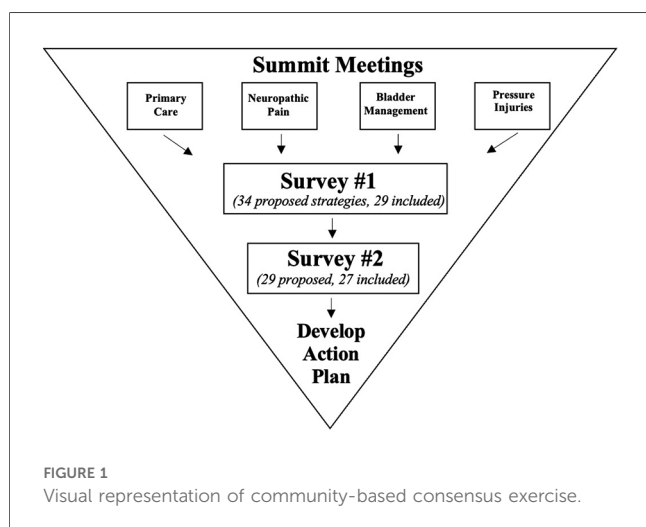 Summit Meetings
Primary
Care
Neuropathic
Pain
Bladder
Management
Pressure
Injuries
Survey #1
(34 proposed strategies, 29 included)
Survey #2
(29 proposed, 27 included)
Develop
Action
Plan
FIGURE 1
Visual representation of community-based consensus exercise.